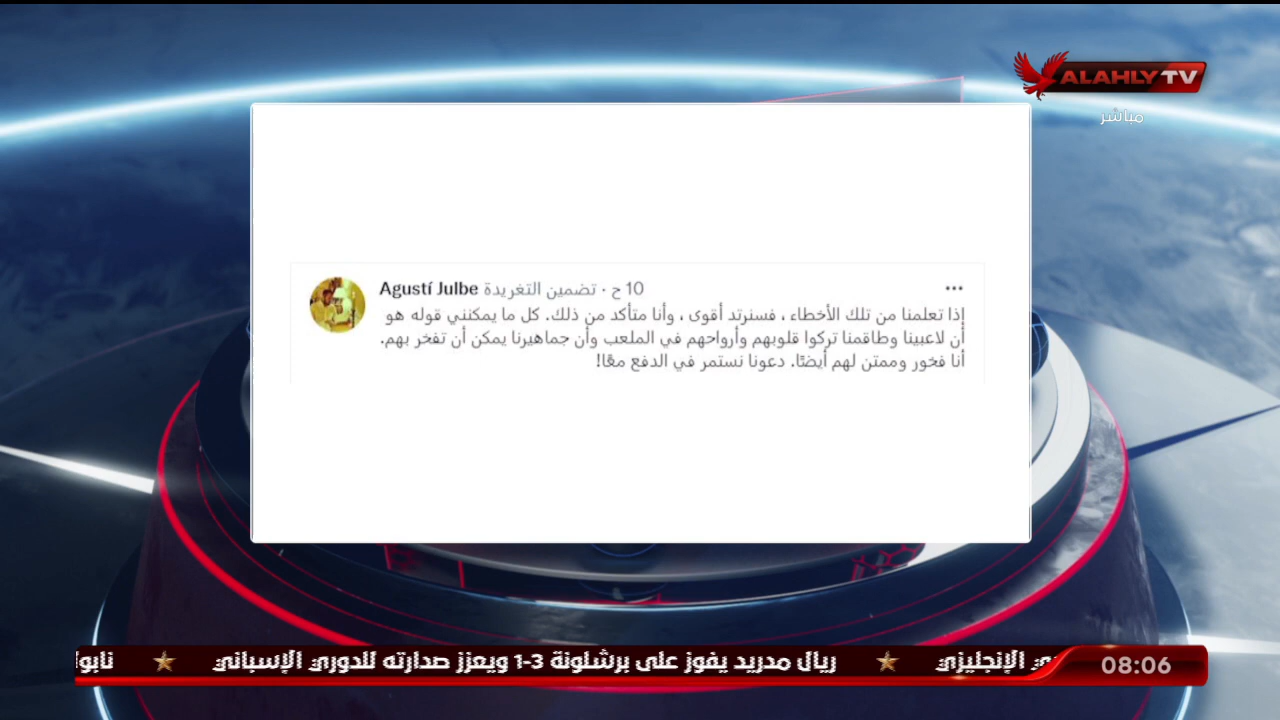 ALAHLY TV
مباشر
Agustí Julbe تضمين التغريدة · 10 ح
إذا تعلمنا من تلك الأخطاء ، فسنرتد أقوى ، وأنا متأكد من ذلك. كل ما يمكنني قوله هو
أن لاعبينا وطاقمنا تركوا قلوبهم وأرواحهم في الملعب وأن جماهيرنا يمكن أن تفخر بهم.
أنا فخور وممتن لهم أيضًا. دعونا نستمر في الدفع معًا!
الإنجليزي ريال مدريد يفوز على برشلونة 3-1 ويعزز صدارته للدوري الإسباني
08:06